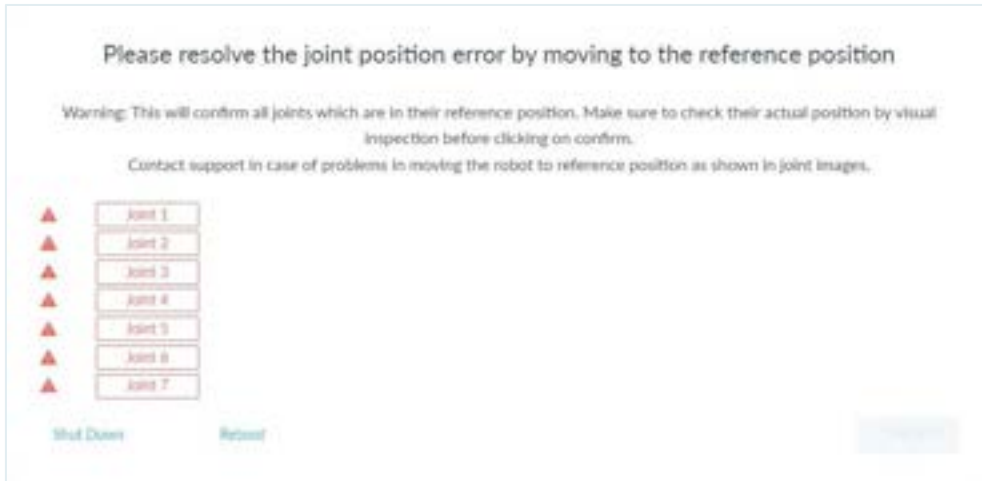 Please resolve the joint position error by moving to the reference position
Warning: This will confirm all joints which are in their reference position. Make sure to check their actual position by visual
inspection before clicking on confirm.
Contact support in case of problems in moving the robot to reference position as shown in joint images.
Joint 1
Joint 2
Joint 3
Joint 4
Joint 5
Joint 6
Joint 7
Shut Down
Reboot